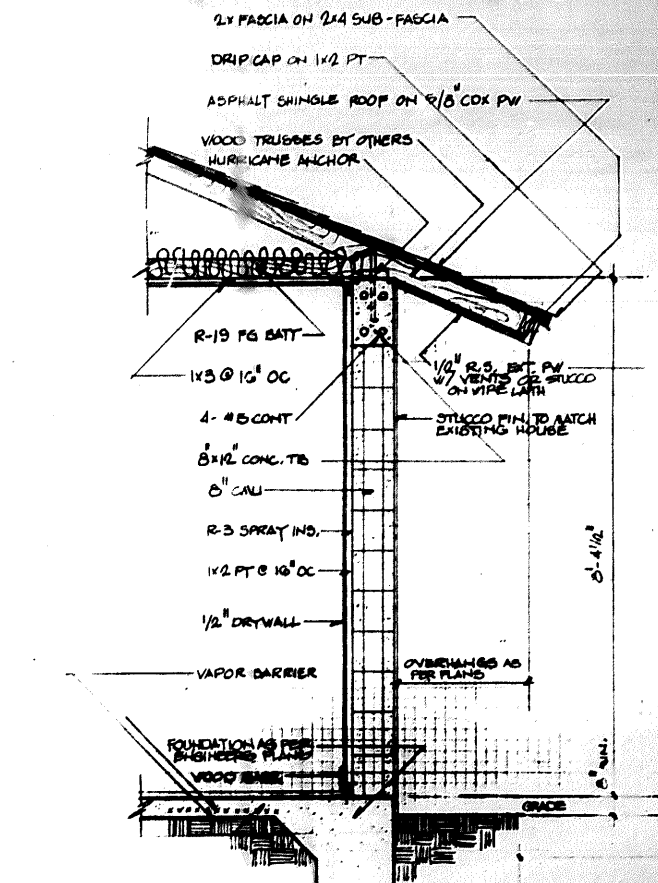 2x FASCIA ON 2x4 SUB-FASCIA
DRIP CAP ON 1x2 PT
ASPHALT SHINGLE ROOF ON 5/8" CDX PW
WOOD TRUSSES BY OTHERS
HURRICANE ANCHOR
R-19 FG BATT
1x3 @ 16" OC
1/2" R.S. EXT. PW
W/ VENTS OR STUCCO
ON WIRE LATH
4- #5 CONT
STUCCO FIN. TO MATCH
EXISTING HOUSE
8"x12" CONC. TB
8" CMU
R-3 SPRAY INS.
1x2 PT @ 16" OC
8'-4 1/2"
1/2" DRYWALL
OVERHANGS AS
PER PLANS
VAPOR BARRIER
FOUNDATION AS PER
ENGINEERS PLANS
WOOD BASE
8" MIN.
GRADE